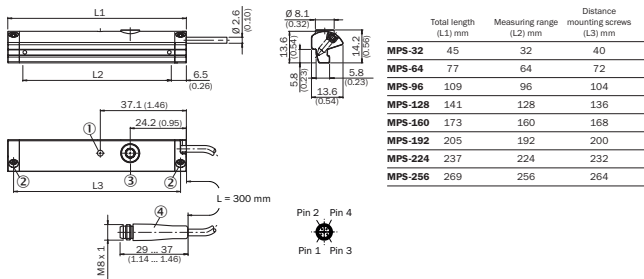 L1
Ø 2.6
(0.10)
L2
6.5
(0.26)
Ø 8.1
(0.32)
13.6
(0.54)
14.2
(0.56)
5.8
(0.23)
5.8
(0.23)
13.6
(0.54)
Total length
(L1) (mm)
Measuring range
(L2) (mm)
Distance
mounting screws
(L3) (mm)
MPS-32 45 32 40
MPS-64 77 64 72
MPS-96 109 96 104
MPS-128 141 128 136
MPS-160 173 160 168
MPS-192 205 192 200
MPS-224 237 224 232
MPS-256 269 256 264
37.1 (1.46)
24.2 (0.95)
①
② ③ ②
L3
L = 300 mm
④
M8 x 1
29 ... 37
(1.14 ... 1.46)
Pin 2 Pin 4
Pin 1 Pin 3